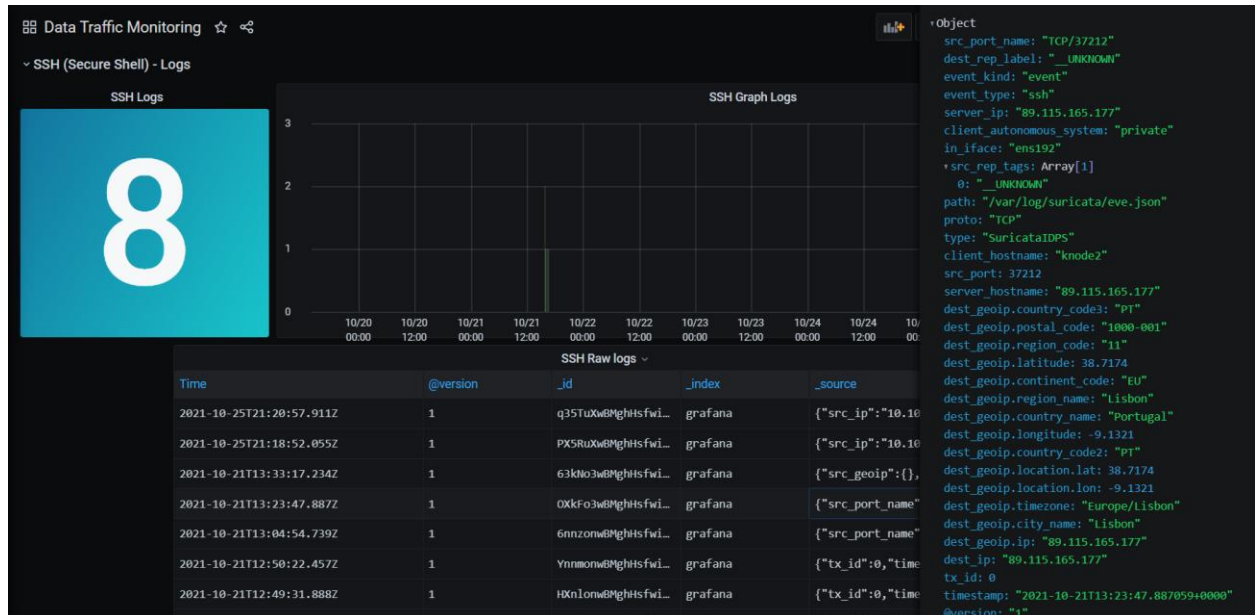 Data Traffic Monitoring
SSH (Secure Shell) - Logs
SSH Logs
8
SSH Graph Logs
3
2
1
0
10/20 00:00
10/20 12:00
10/21 00:00
10/21 12:00
10/22 00:00
10/22 12:00
10/23 00:00
10/23 12:00
10/24 00:00
10/24 12:00
10/ 00:
SSH Raw logs
Time @version _id _index _source
2021-10-25T21:20:57.911Z 1 q35TuXwBMghHsfwi… grafana {"src_ip":"10.10
2021-10-25T21:18:52.055Z 1 PX5RuXwBMghHsfwi… grafana {"src_ip":"10.10
2021-10-21T13:33:17.234Z 1 63kNo3wBMghHsfwi… grafana {"src_geoip":{},
2021-10-21T13:23:47.887Z 1 OXkFo3wBMghHsfwi… grafana {"src_port_name"
2021-10-21T13:04:54.739Z 1 6nnzonwBMghHsfwi… grafana {"src_port_name"
2021-10-21T12:50:22.457Z 1 YnnmonwBMghHsfwi… grafana {"tx_id":0,"time
2021-10-21T12:49:31.888Z 1 HXnlonwBMghHsfwi… grafana {"tx_id":0,"time
Object
src_port_name: "TCP/37212"
dest_rep_label: "__UNKNOWN"
event_kind: "event"
event_type: "ssh"
server_ip: "89.115.165.177"
client_autonomous_system: "private"
in_iface: "ens192"
src_rep_tags: Array[1]
0: "__UNKNOWN"
path: "/var/log/suricata/eve.json"
proto: "TCP"
type: "SuricataIDPS"
client_hostname: "knode2"
src_port: 37212
server_hostname: "89.115.165.177"
dest_geoip.country_code3: "PT"
dest_geoip.postal_code: "1000-001"
dest_geoip.region_code: "11"
dest_geoip.latitude: 38.7174
dest_geoip.continent_code: "EU"
dest_geoip.region_name: "Lisbon"
dest_geoip.country_name: "Portugal"
dest_geoip.longitude: -9.1321
dest_geoip.country_code2: "PT"
dest_geoip.location.lat: 38.7174
dest_geoip.location.lon: -9.1321
dest_geoip.timezone: "Europe/Lisbon"
dest_geoip.city_name: "Lisbon"
dest_geoip.ip: "89.115.165.177"
dest_ip: "89.115.165.177"
tx_id: 0
timestamp: "2021-10-21T13:23:47.887059+0000"
@version: "1"